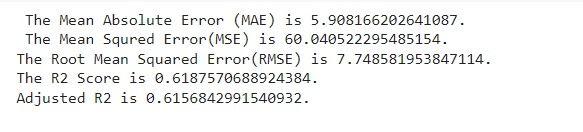 The Mean Absolute Error (MAE) is 5.908166202641087.
The Mean Squred Error(MSE) is 60.040522295485154.
The Root Mean Squared Error(RMSE) is 7.748581953847114.
The R2 Score is 0.6187570688924384.
Adjusted R2 is 0.6156842991540932.